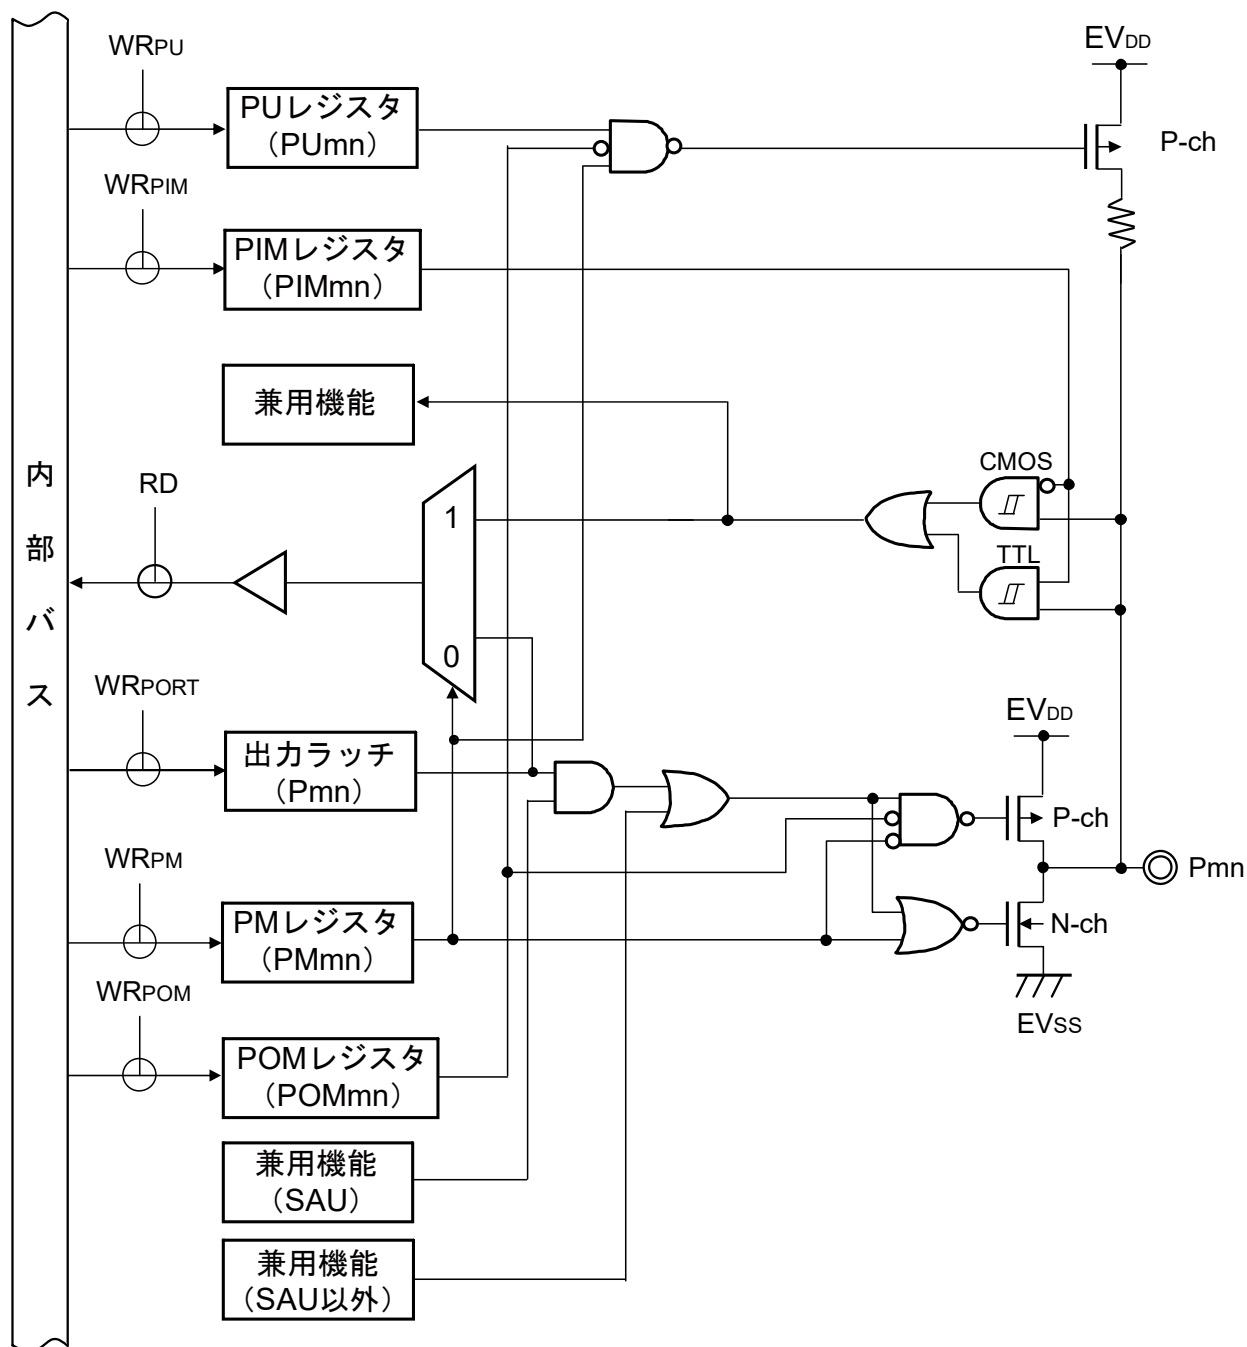 WRPU
PUレジスタ
（PUmn）
EVDD
P-ch
WRPIM
PIMレジスタ
（PIMmn）
兼用機能
CMOS
内部バス
RD
1
TTL
0
WRPORT
出力ラッチ
（Pmn）
EVDD
P-ch
Pmn
WRPM
PMレジスタ
（PMmn）
N-ch
EVSS
WRPOM
POMレジスタ
（POMmn）
兼用機能
（SAU）
兼用機能
（SAU以外）